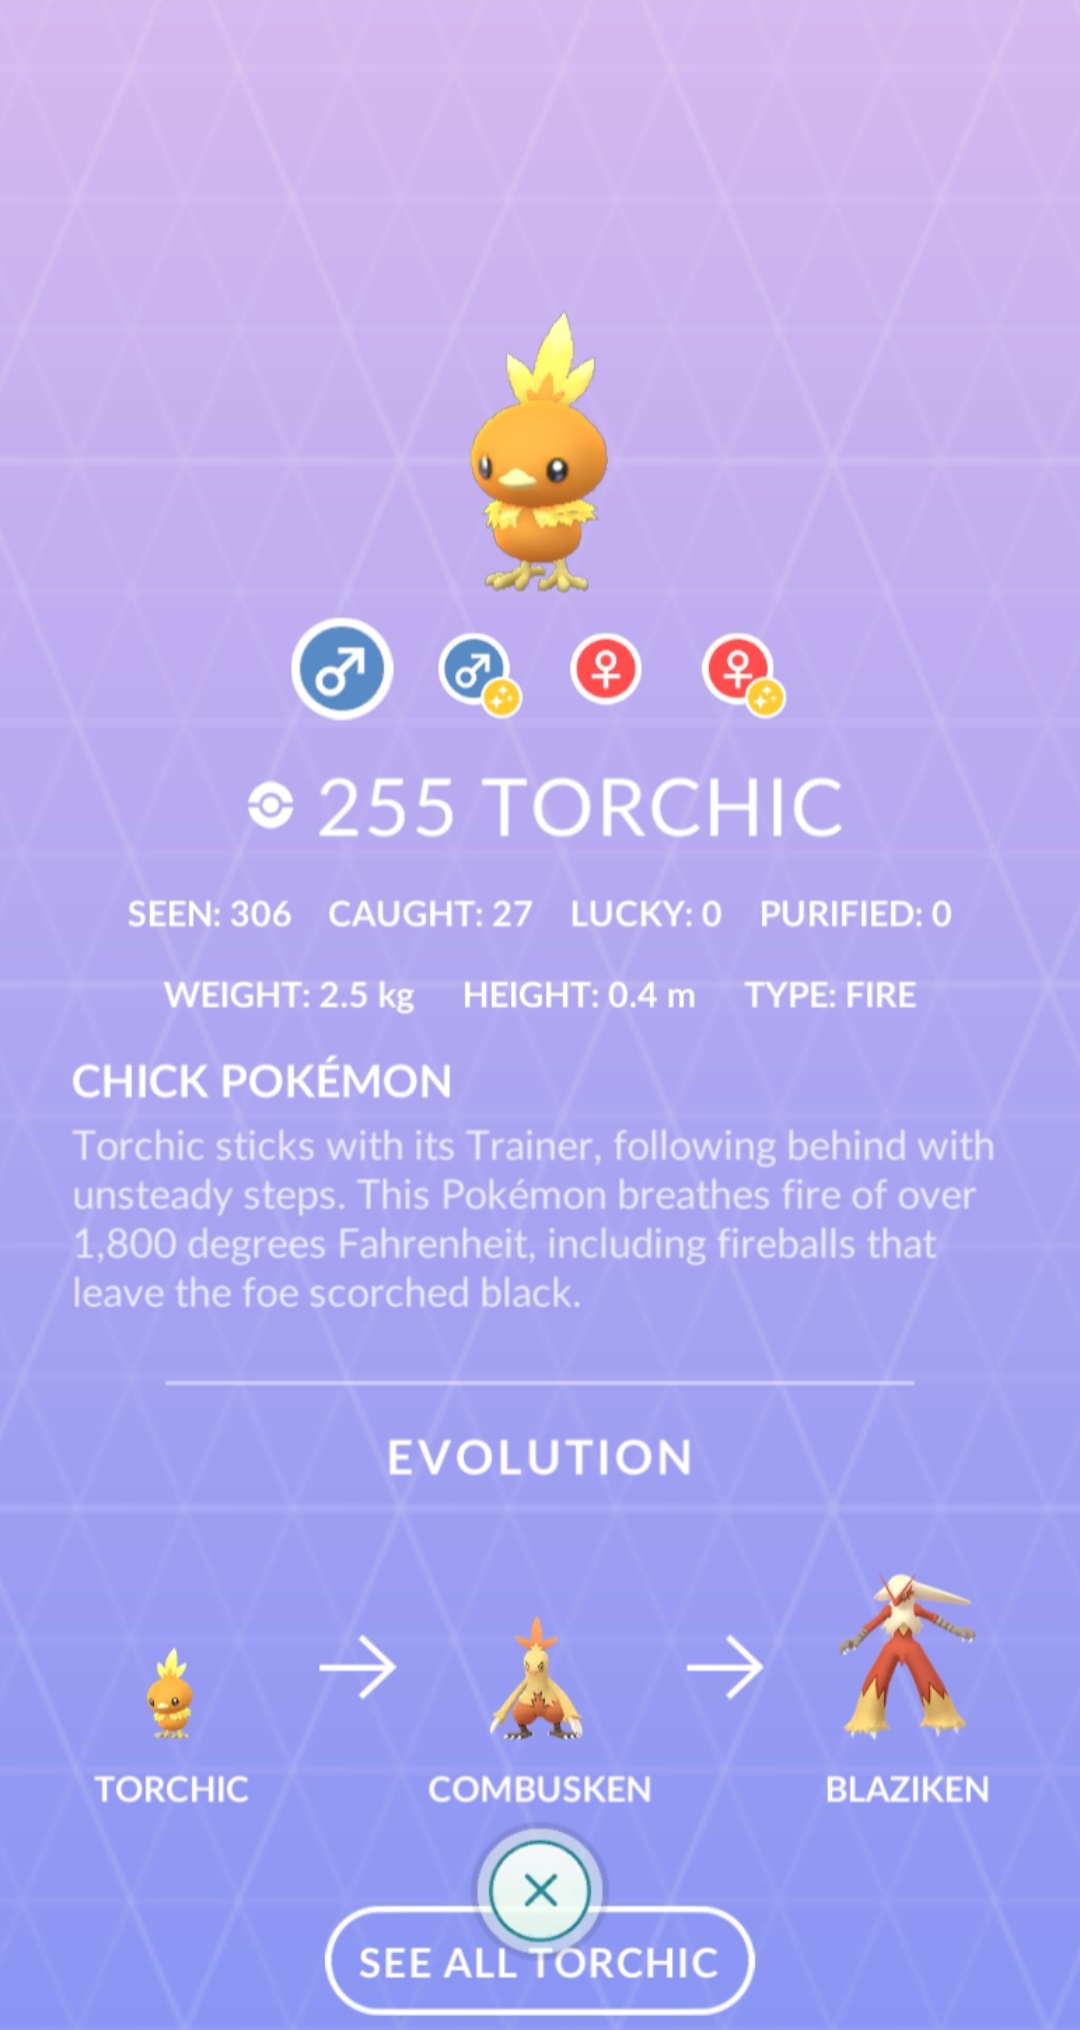 255 TORCHIC
SEEN: 306 CAUGHT: 27 LUCKY: 0 PURIFIED: 0
WEIGHT: 2.5 kg HEIGHT: 0.4 m TYPE: FIRE
CHICK POKÉMON
Torchic sticks with its Trainer, following behind with
unsteady steps. This Pokémon breathes fire of over
1,800 degrees Fahrenheit, including fireballs that
leave the foe scorched black.
EVOLUTION
TORCHIC COMBUSKEN BLAZIKEN
SEE ALL TORCHIC